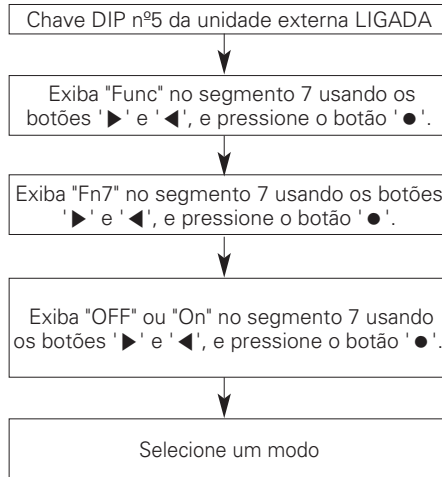 Chave DIP nº5 da unidade externa LIGADA
Exiba "Func" no segmento 7 usando os
botões '▶' e '◀', e pressione o botão '●'.
Exiba "Fn7" no segmento 7 usando os botões
'▶' e '◀', e pressione o botão '●'.
Exiba "OFF" ou "On" no segmento 7 usando
os botões '▶' e '◀', e pressione o botão '●'.
Selecione um modo